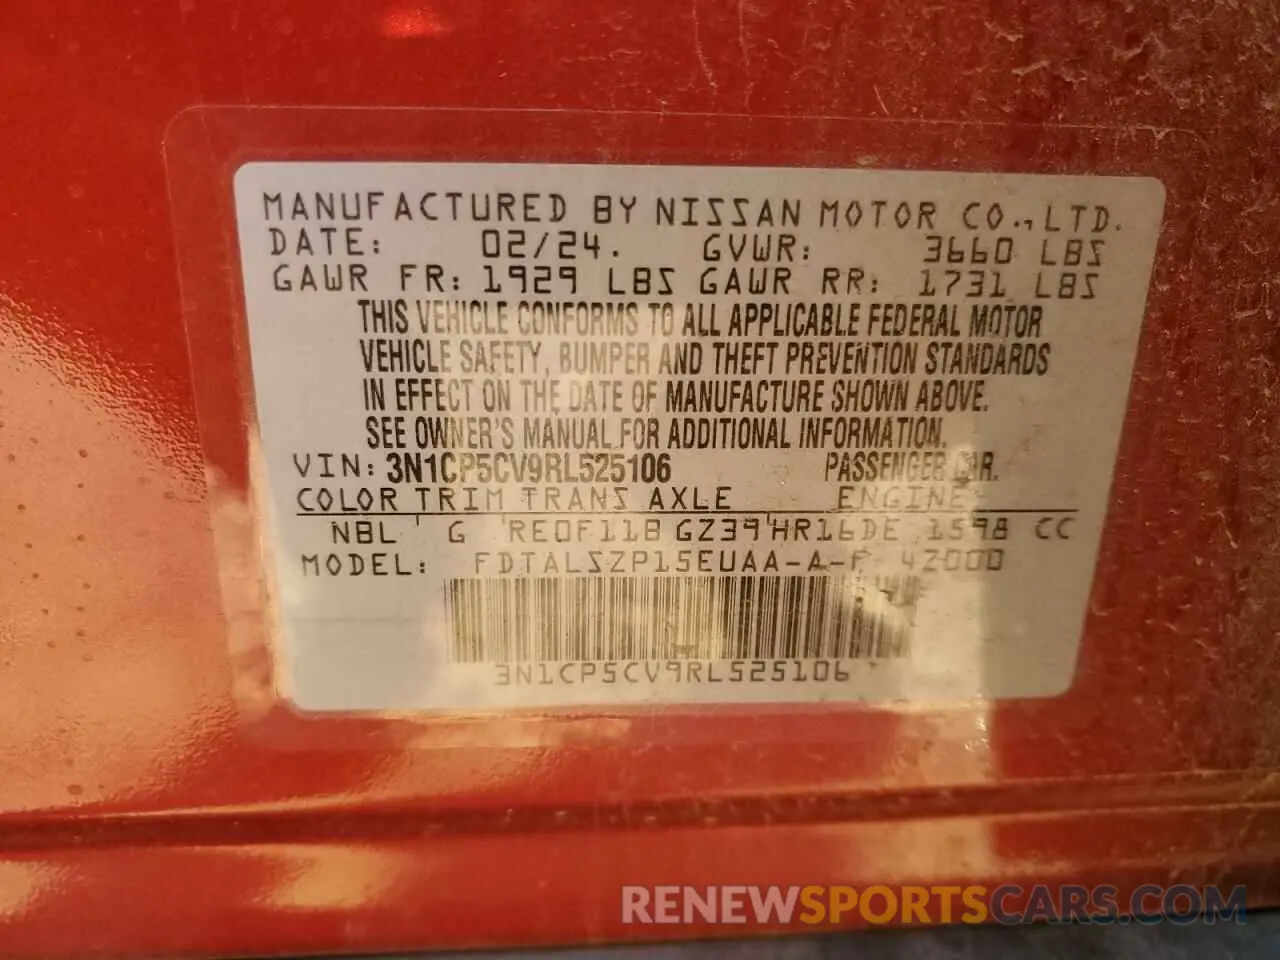 MANUFACTURED BY NISSAN MOTOR CO., LTD.
DATE: 02/24. GVWR: 3660 LBS
GAWR FR: 1929 LBS GAWR RR: 1731 LBS
THIS VEHICLE CONFORMS TO ALL APPLICABLE FEDERAL MOTOR
VEHICLE SAFETY, BUMPER AND THEFT PREVENTION STANDARDS
IN EFFECT ON THE DATE OF MANUFACTURE SHOWN ABOVE.
SEE OWNER'S MANUAL FOR ADDITIONAL INFORMATION.
VIN: 3N1CP5CV9RL525106 PASSENGER CAR.
COLOR TRIM TRANS AXLE ENGINE
NBL G RE0F11B GZ39 HR16DE 1598 CC
MODEL: FDTALSZP15EUAA-A-F 42000
3N1CP5CV9RL525106
RENEWSPORTSCARS.COM